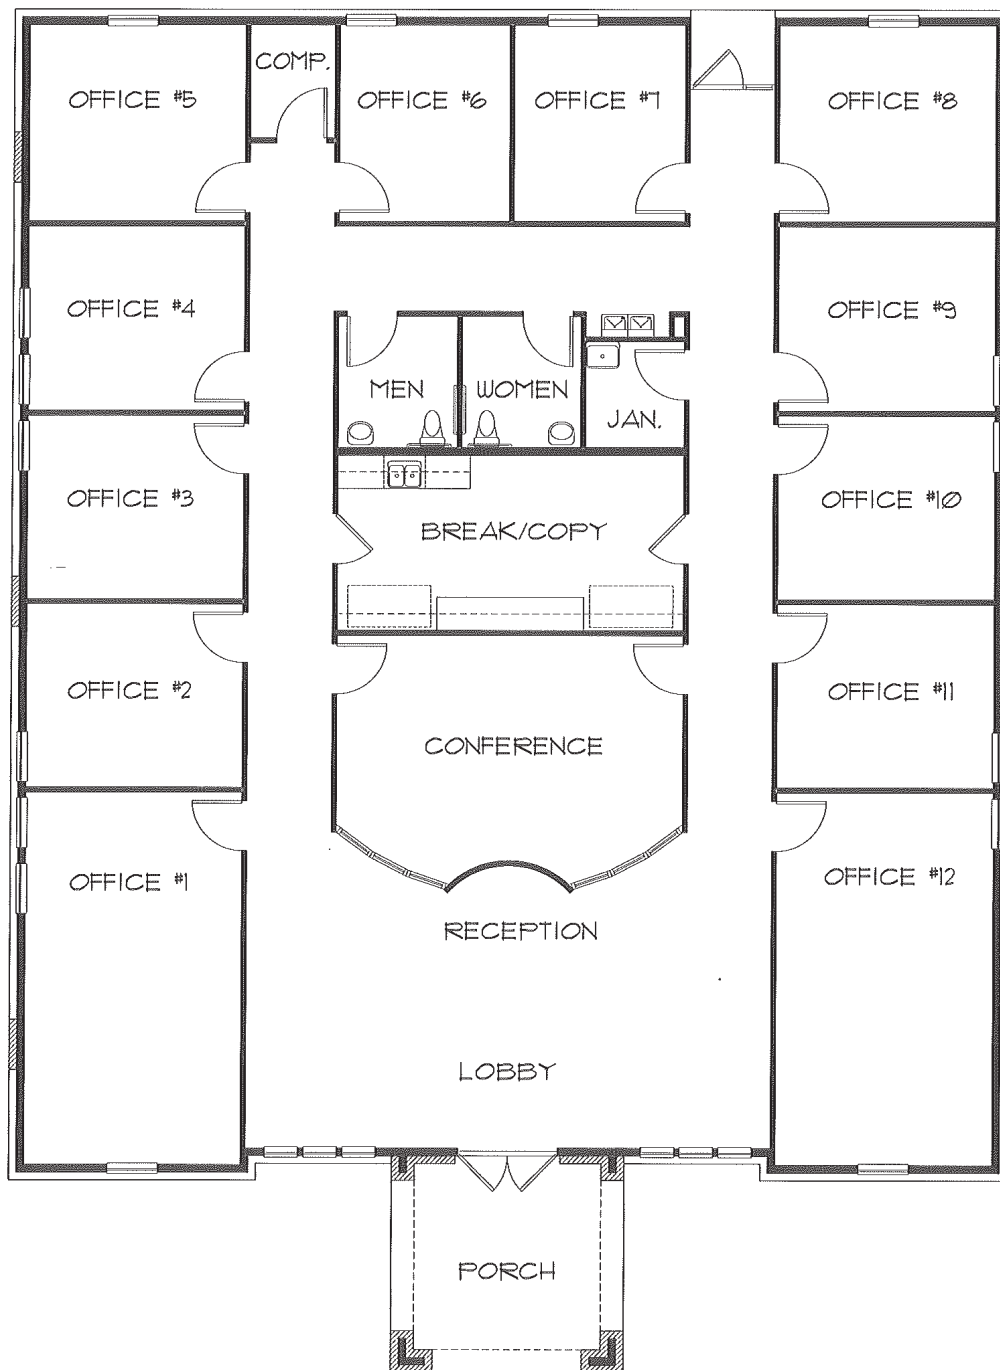 COMP.
OFFICE #5
OFFICE #6
OFFICE #7
OFFICE #8
OFFICE #4
OFFICE #9
MEN
WOMEN
JAN.
OFFICE #3
OFFICE #10
BREAK/COPY
OFFICE #2
OFFICE #11
CONFERENCE
OFFICE #1
OFFICE #12
RECEPTION
LOBBY
PORCH